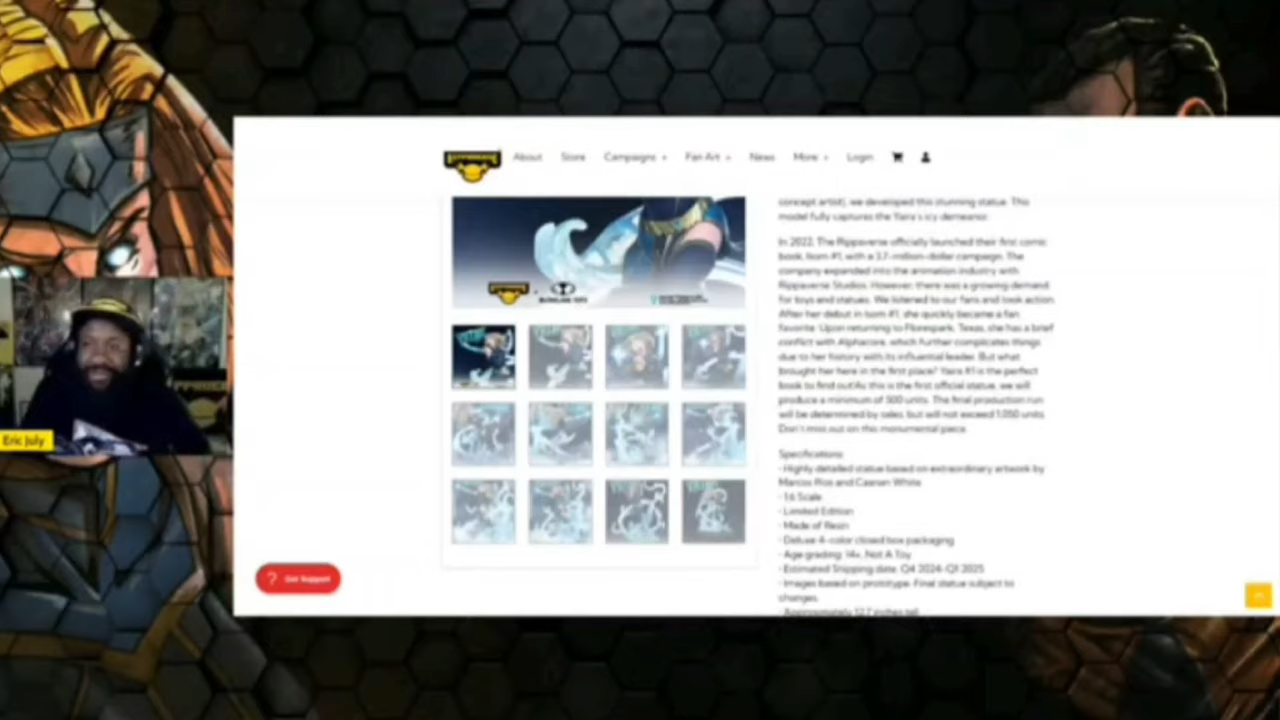 About Store Campaigns Fan Art News More Login
concept artist), we developed this stunning statue. This
model fully captures the Yaira's icy demeanor.
In 2022, The Rippaverse officially launched their first comic
book, Isom #1, with a 3.7-million-dollar campaign. The
company expanded into the animation industry with
Rippaverse Studios. However, there was a growing demand
for toys and statues. We listened to our fans and took action.
After her debut in Isom #1, she quickly became a fan
favorite. Upon returning to Florespark, Texas, she has a brief
conflict with Alphacore, which further complicates things
due to her history with its influential leader. But what
brought her here in the first place? Yaira #1 is the perfect
book to find out!As this is the first official statue, we will
produce a minimum of 500 units. The final production run
will be determined by sales, but will not exceed 1,050 units.
Don't miss out on this monumental piece.
Specifications:
• Highly detailed statue based on extraordinary artwork by
Marcos Rios and Caanan White
• 1:6 Scale
• Limited Edition
• Made of Resin
• Deluxe 4-color closed box packaging
• Age grading: 14+. Not A Toy
• Estimated Shipping date: Q4 2024-Q1 2025
• Images based on prototype. Final statue subject to
changes.
• Approximately 12.7 inches tall
Eric July
? Get Support